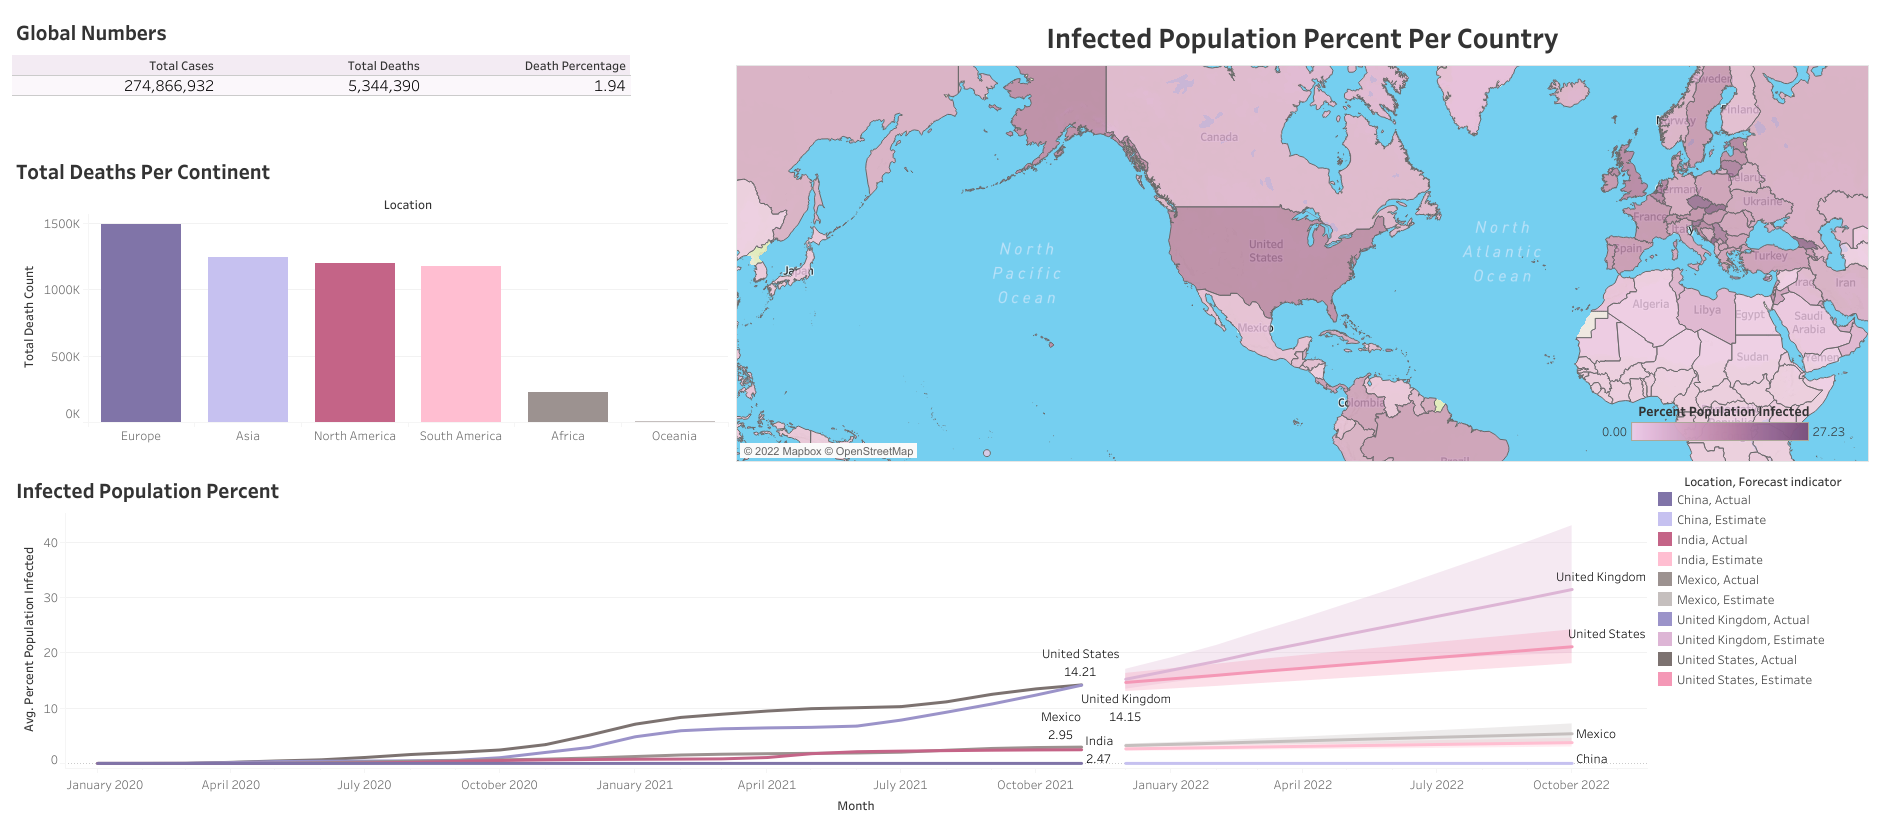 Global Numbers
Total Cases Total Deaths Death Percentage
274,866,932 5,344,390 1.94
Total Deaths Per Continent
Location
Total Death Count
1500K
1000K
500K
0K
Europe Asia North America South America Africa Oceania
Infected Population Percent Per Country
Canada
United
States
Mexico
Colombia
Brazil
Japan
North
Pacific
Ocean
North
Atlantic
Ocean
Sweden
Finland
Norway
Belarus
Germany
Ukraine
France
Italy
Spain
Turkey
Iraq
Iran
Algeria
Libya
Egypt
Saudi
Arabia
Sudan
Yemen
Percent Population Infected
0.00 27.23
© 2022 Mapbox © OpenStreetMap
Infected Population Percent
Avg. Percent Population Infected
40
30
20
10
0
United States
14.21
United Kingdom
14.15
Mexico
2.95
India
2.47
United Kingdom
United States
Mexico
China
January 2020 April 2020 July 2020 October 2020 January 2021 April 2021 July 2021 October 2021 January 2022 April 2022 July 2022 October 2022
Month
Location, Forecast indicator
China, Actual
China, Estimate
India, Actual
India, Estimate
Mexico, Actual
Mexico, Estimate
United Kingdom, Actual
United Kingdom, Estimate
United States, Actual
United States, Estimate